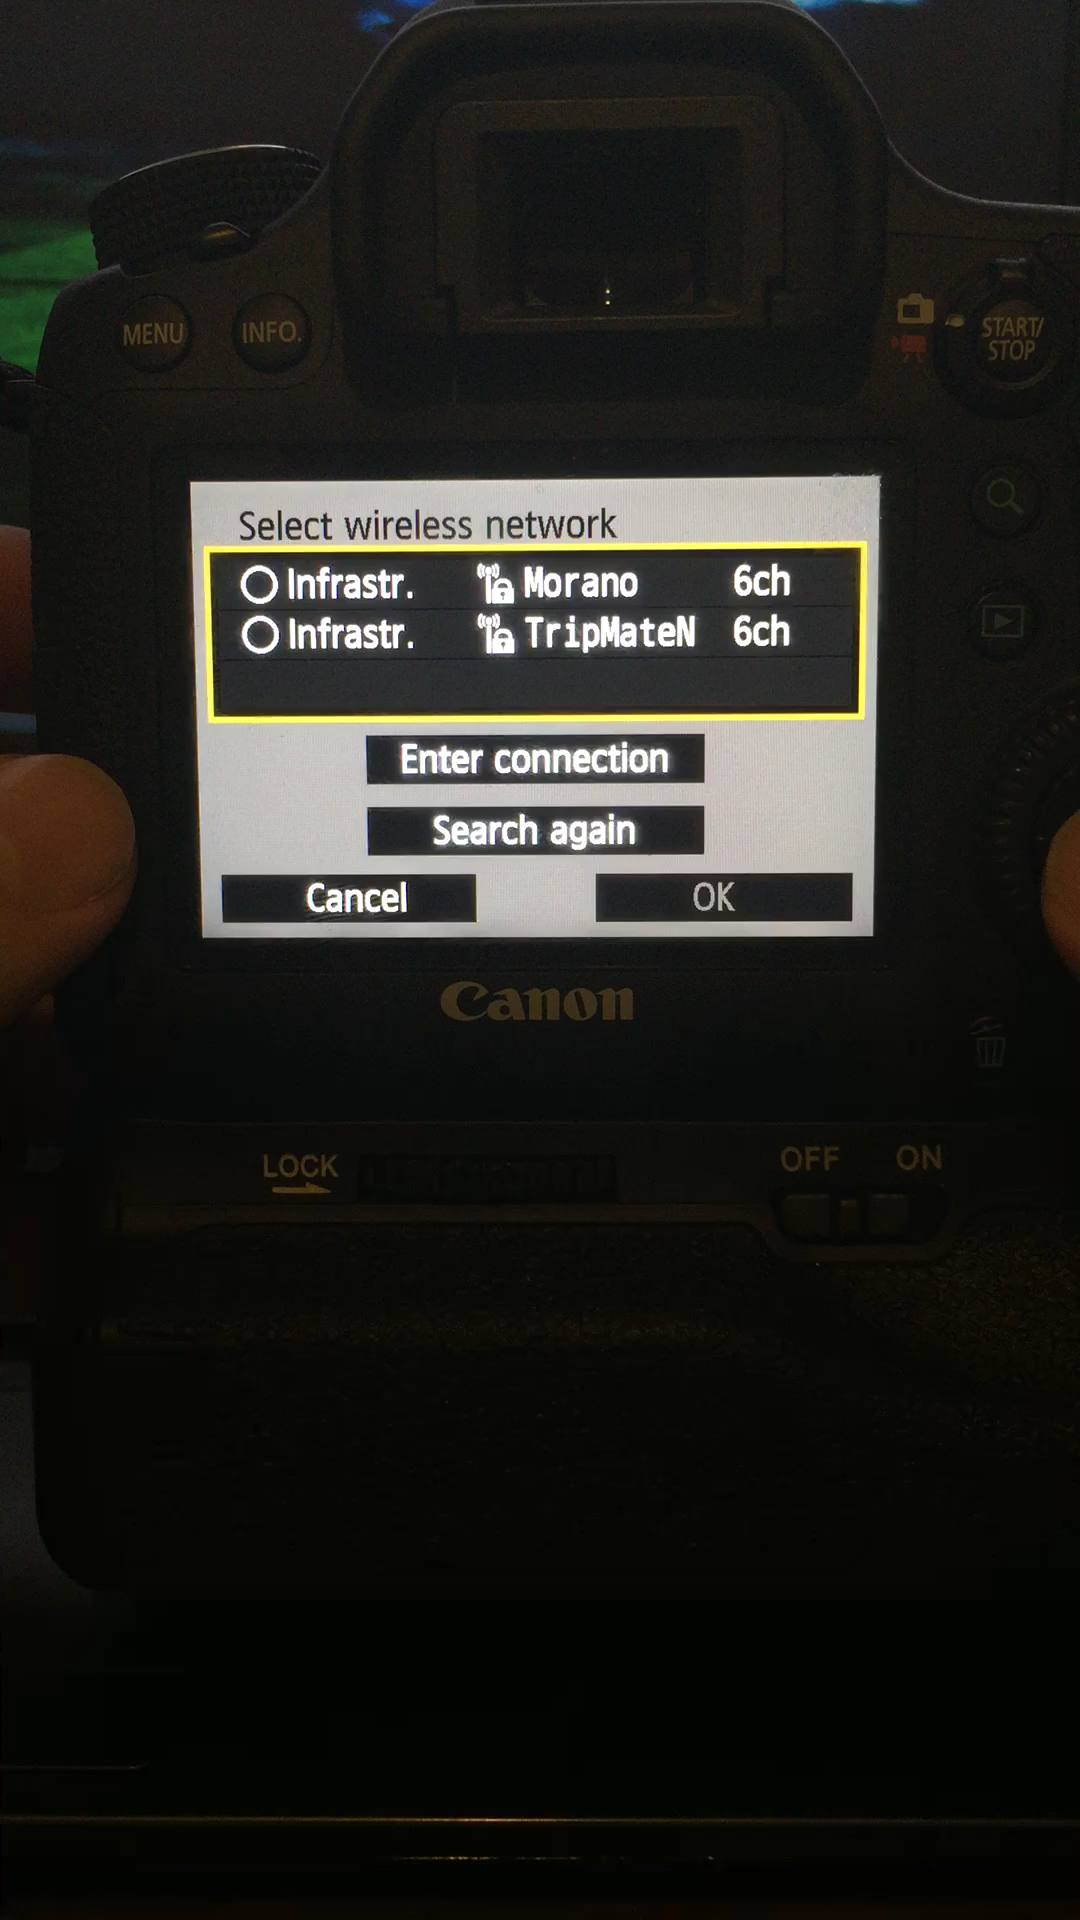 MENU INFO.
START/
STOP
Select wireless network
Infrastr. Morano 6ch
Infrastr. TripMateN 6ch
Enter connection
Search again
Cancel OK
Canon
LOCK OFF ON